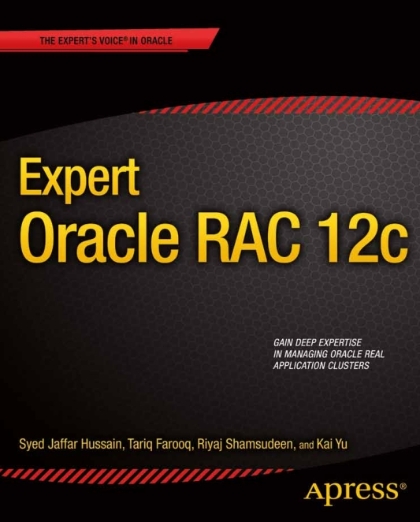 THE EXPERT'S VOICE® IN ORACLE
Expert
Oracle RAC 12c
GAIN DEEP EXPERTISE
IN MANAGING ORACLE REAL
APPLICATION CLUSTERS
Syed Jaffar Hussain, Tariq Farooq, Riyaj Shamsudeen, and Kai Yu
Apress®